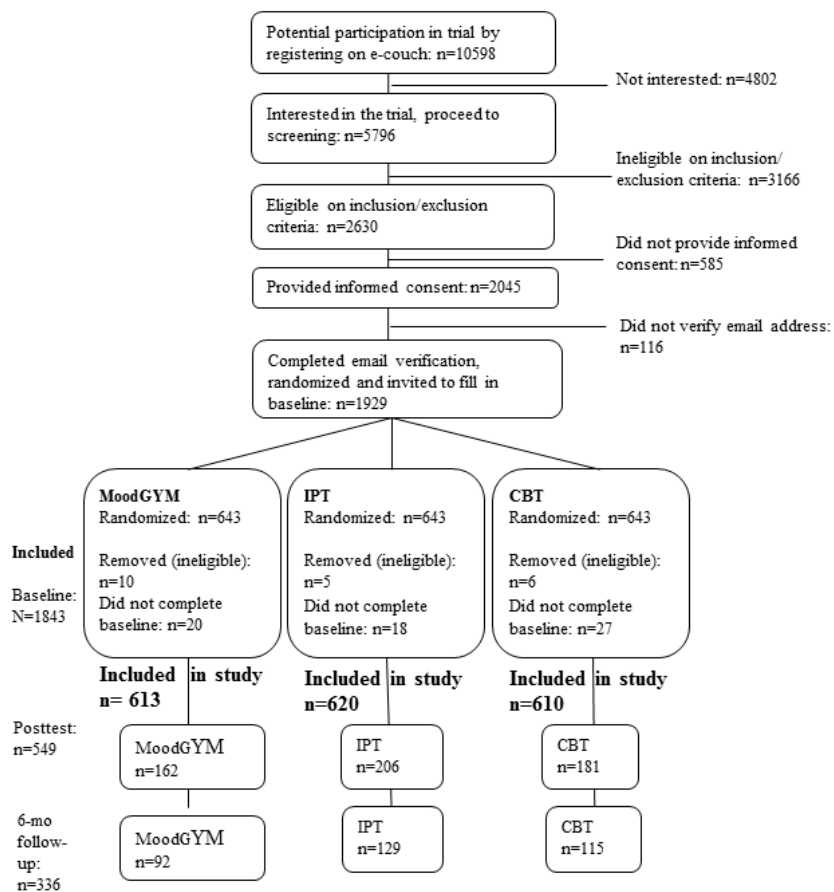 Potential participation in trial by
registering on e-couch: n=10598
Not interested: n=4802
Interested in the trial, proceed to
screening: n=5796
Ineligible on inclusion/
exclusion criteria: n=3166
Eligible on inclusion/exclusion
criteria: n=2630
Did not provide informed
consent: n=585
Provided informed consent: n=2045
Did not verify email address:
n=116
Completed email verification,
randomized and invited to fill in
baseline: n=1929
MoodGYM
Randomized: n=643
Removed (ineligible):
n=10
Did not complete
baseline: n=20
IPT
Randomized: n=643
Removed (ineligible):
n=5
Did not complete
baseline: n=18
CBT
Randomized: n=643
Removed (ineligible):
n=6
Did not complete
baseline: n=27
Included
Baseline:
N=1843
Included in study
n= 613
Included in study
n=620
Included in study
n=610
Posttest:
n=549
MoodGYM
n=162
IPT
n=206
CBT
n=181
6-mo
follow-
up:
n=336
MoodGYM
n=92
IPT
n=129
CBT
n=115